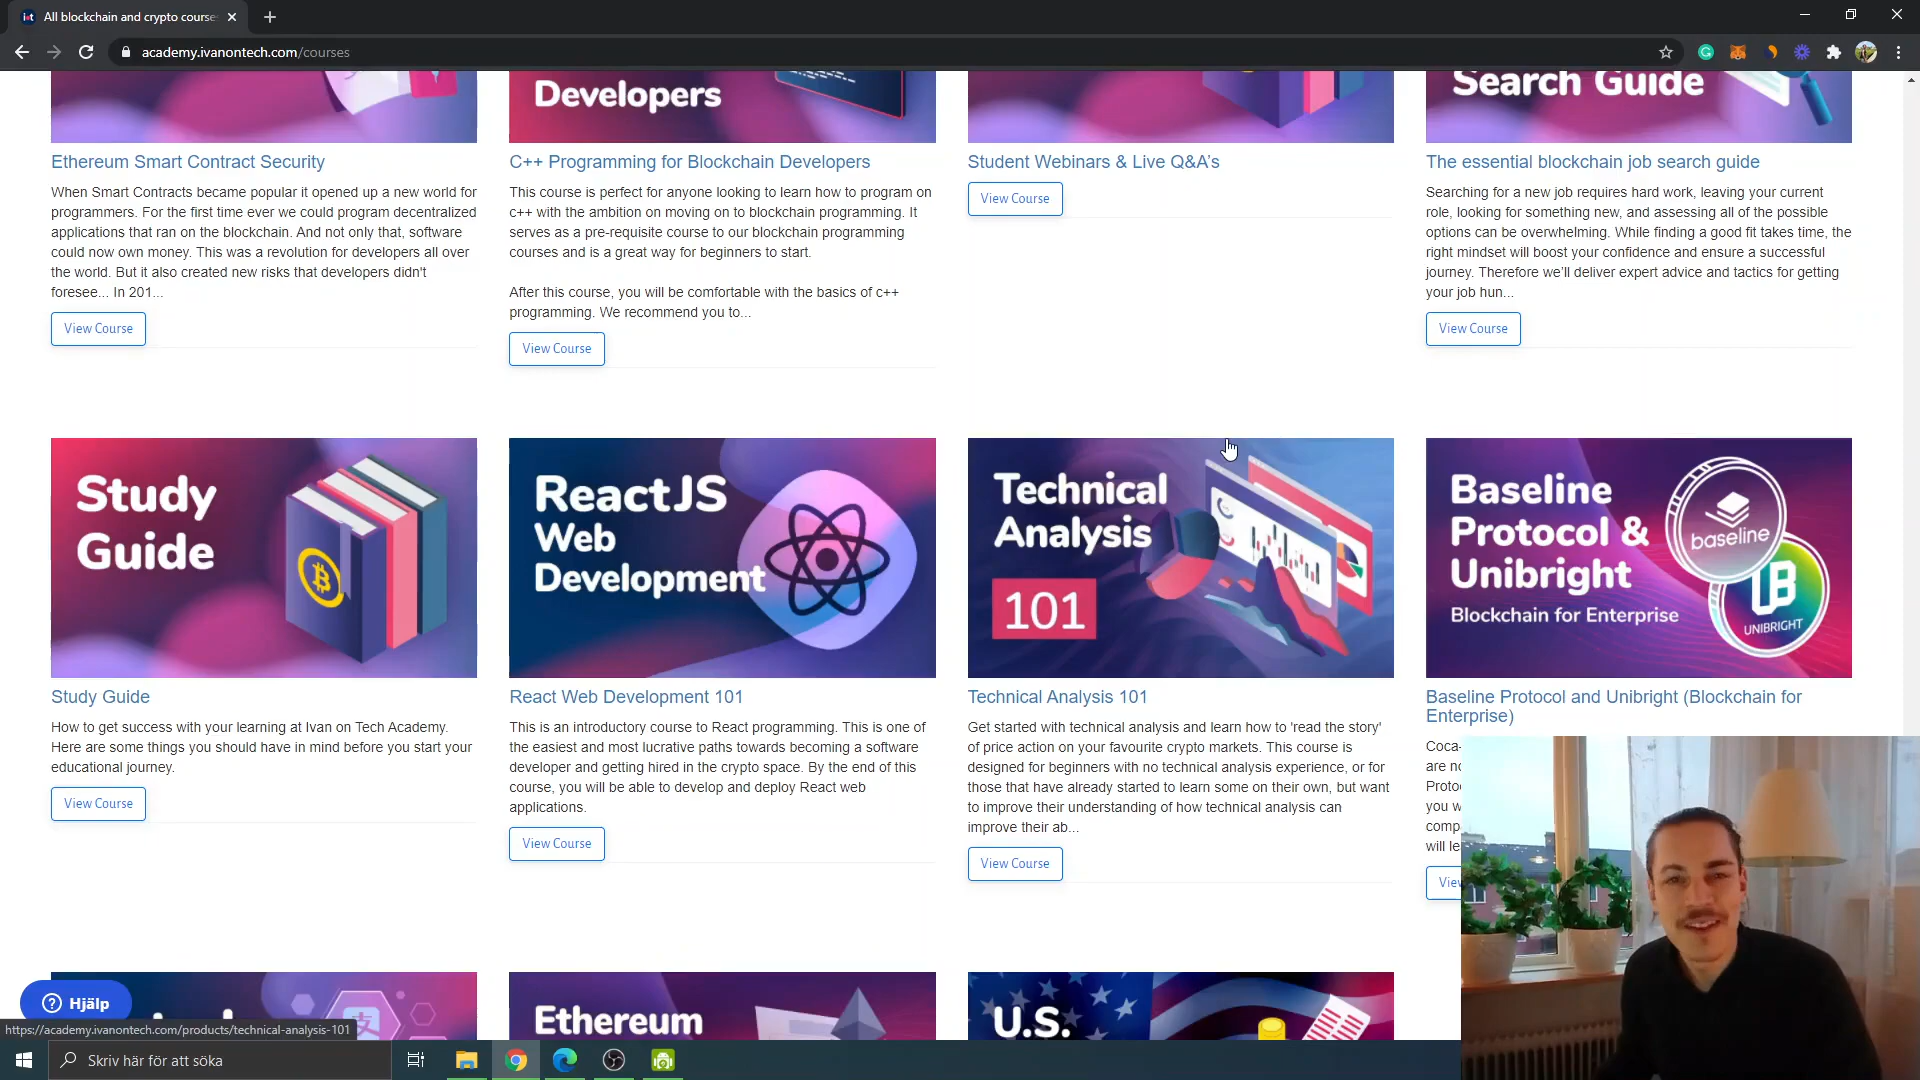 All blockchain and crypto course
academy.ivanontech.com/courses
Developers
Search Guide
Ethereum Smart Contract Security
When Smart Contracts became popular it opened up a new world for
programmers. For the first time ever we could program decentralized
applications that ran on the blockchain. And not only that, software
could now own money. This was a revolution for developers all over
the world. But it also created new risks that developers didn't
foresee... In 201...
View Course
C++ Programming for Blockchain Developers
This course is perfect for anyone looking to learn how to program on
c++ with the ambition on moving on to blockchain programming. It
serves as a pre-requisite course to our blockchain programming
courses and is a great way for beginners to start.
After this course, you will be comfortable with the basics of c++
programming. We recommend you to...
View Course
Student Webinars & Live Q&A's
View Course
The essential blockchain job search guide
Searching for a new job requires hard work, leaving your current
role, looking for something new, and assessing all of the possible
options can be overwhelming. While finding a good fit takes time, the
right mindset will boost your confidence and ensure a successful
journey. Therefore we'll deliver expert advice and tactics for getting
your job hun...
View Course
Study
Guide
Study Guide
How to get success with your learning at Ivan on Tech Academy.
Here are some things you should have in mind before you start your
educational journey.
View Course
ReactJS
Web
Development
React Web Development 101
This is an introductory course to React programming. This is one of
the easiest and most lucrative paths towards becoming a software
developer and getting hired in the crypto space. By the end of this
course, you will be able to develop and deploy React web
applications.
View Course
Technical
Analysis
101
Technical Analysis 101
Get started with technical analysis and learn how to 'read the story'
of price action on your favourite crypto markets. This course is
designed for beginners with no technical analysis experience, or for
those that have already started to learn some on their own, but want
to improve their understanding of how technical analysis can
improve their ab...
View Course
Baseline
Protocol &
Unibright
Blockchain for Enterprise
baseline
UNIBRIGHT
Baseline Protocol and Unibright (Blockchain for
Enterprise)
Coca-
are no
Proto
you w
comp
will le
Vie
Ethereum
U.S.
Hjälp
https://academy.ivanontech.com/products/technical-analysis-101
Skriv här för att söka